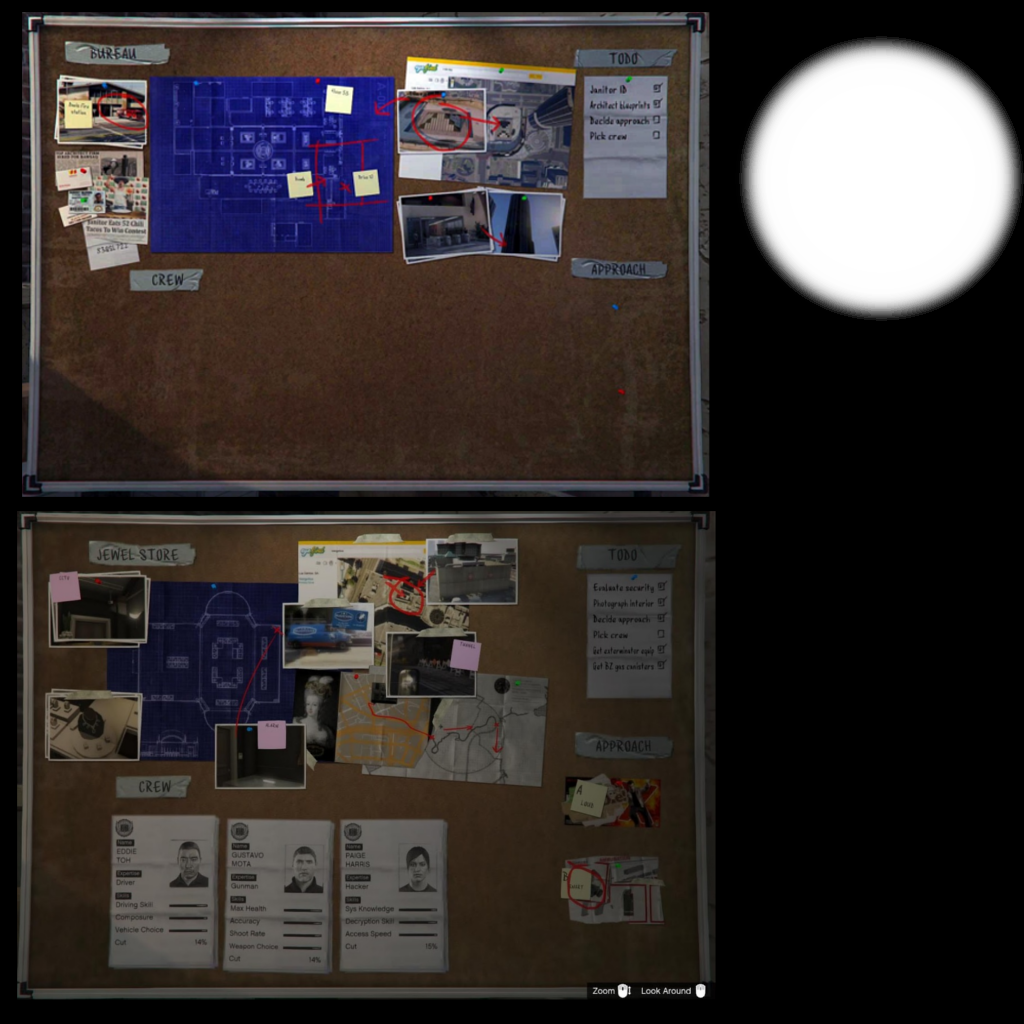 BUREAU
TODO
Janitor ID
Architect blueprints
Decide approach
Pick crew
Janitor Eats 52 Chili
Tacos To Win Contest
CREW
APPROACH
JEWEL STORE
TODO
Evaluate security
Photograph interior
Decide approach
Pick crew
Get exterminator equip
Get BZ gas canisters
CREW
APPROACH
A
Loud
Name
EDDIE
TOH
Expertise
Driver
Skills
Driving Skill
Composure
Vehicle Choice
Cut 14%
Name
GUSTAVO
MOTA
Expertise
Gunman
Skills
Max Health
Accuracy
Shoot Rate
Weapon Choice
Cut 14%
Name
PAIGE
HARRIS
Expertise
Hacker
Skills
Sys Knowledge
Decryption Skill
Access Speed
Cut 15%
Zoom Look Around